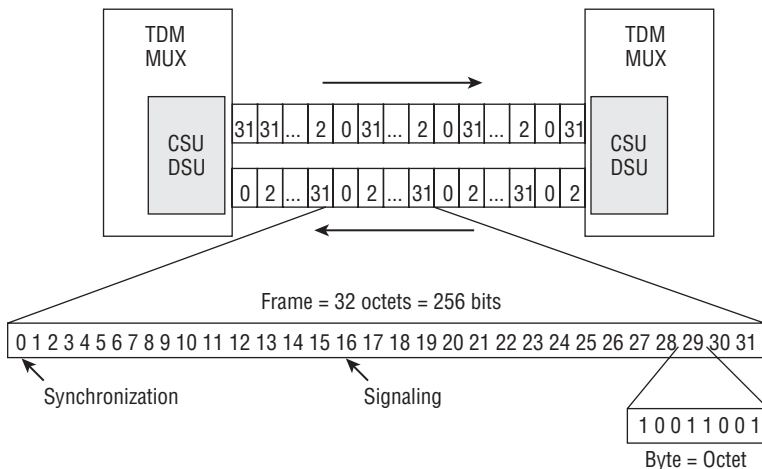 TDM MUX
TDM MUX
CSU DSU
31 31 ... 2 0 31 ... 2 0 31 ... 2 0 31
CSU DSU
0 2 ... 31 0 2 ... 31 0 2 ... 31 0 2
Frame = 32 octets = 256 bits
0 1 2 3 4 5 6 7 8 9 10 11 12 13 14 15 16 17 18 19 20 21 22 23 24 25 26 27 28 29 30 31
Synchronization
Signaling
1 0 0 1 1 0 0 1
Byte = Octet